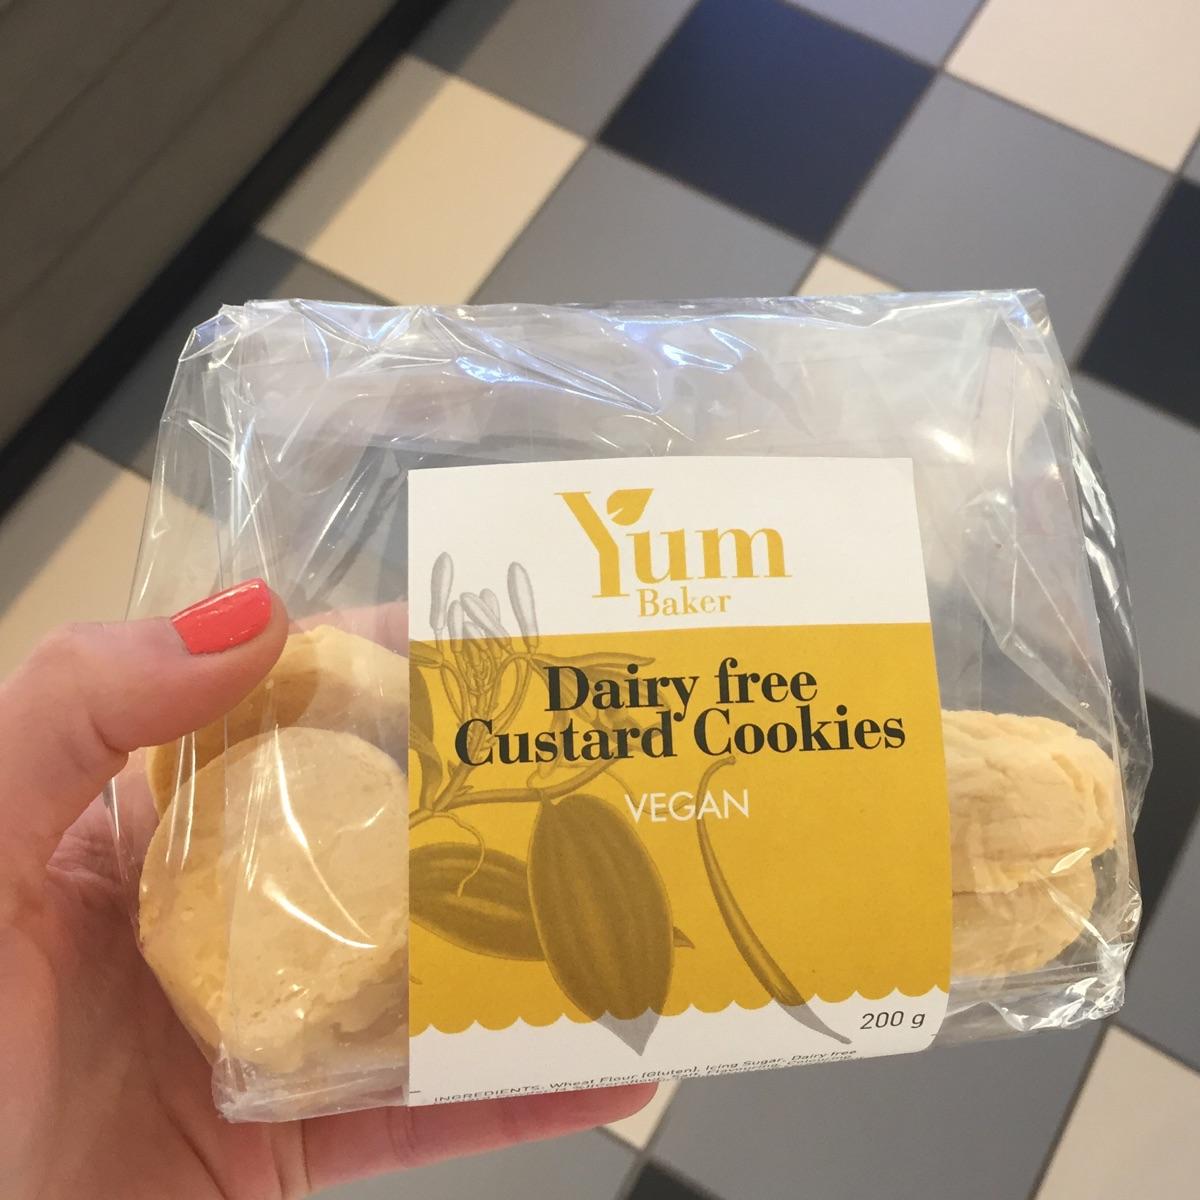 Yum
Baker
Dairy free
Custard Cookies
VEGAN
200 g
INGREDIENTS: Wheat Flour (Gluten), Icing Sugar, Dairy free